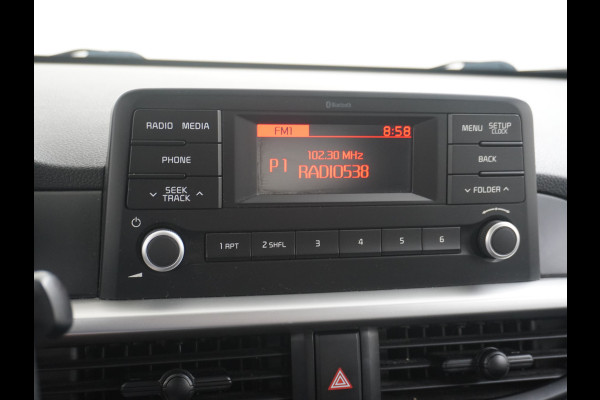 Bluetooth
RADIO MEDIA
FM1 8:58
MENU SETUP CLOCK
PHONE
102.30 MHz
P1 RADIO538
BACK
SEEK TRACK
FOLDER
1 RPT 2 SHFL 3 4 5 6